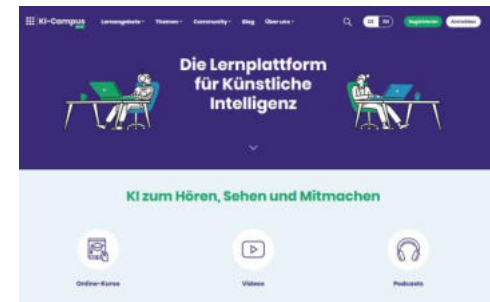 KI-Campus
Lernangebote Themen Community Blog Über uns DE EN Registrieren Anmelden
Die Lernplattform
für Künstliche
Intelligenz
KI zum Hören, Sehen und Mitmachen
Online-Kurse Videos Podcasts